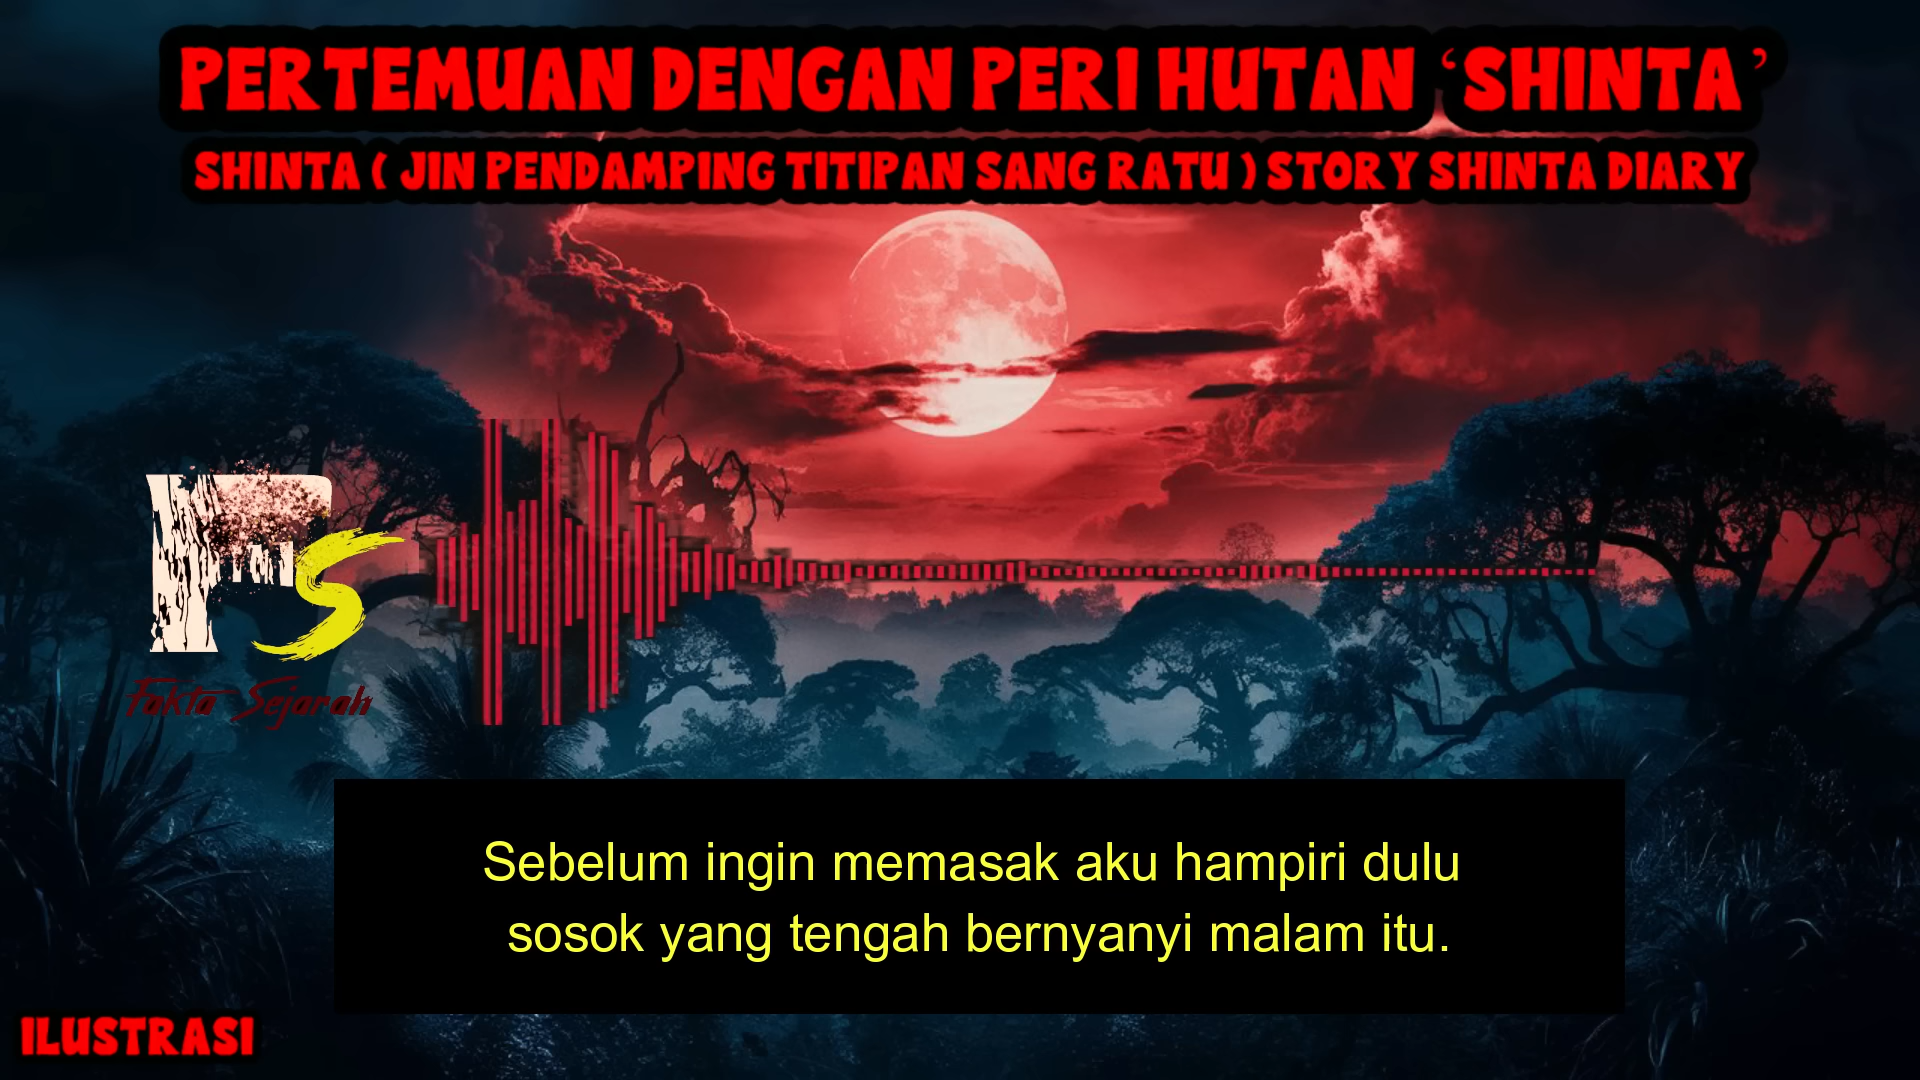 PERTEMUAN DENGAN PERI HUTAN ‘SHINTA’
SHINTA ( JIN PENDAMPING TITIPAN SANG RATU ) STORY SHINTA DIARY
FS
Fakta Sejarah
Sebelum ingin memasak aku hampiri dulu
sosok yang tengah bernyanyi malam itu.
ILUSTRASI